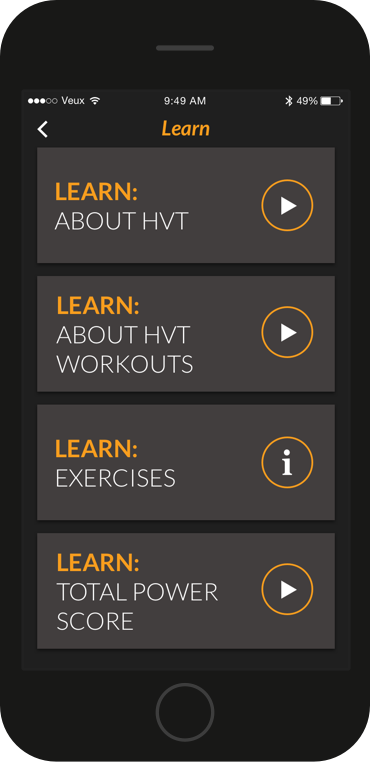 Veux 9:49 AM 49%
Learn
LEARN:
ABOUT HVT
LEARN:
ABOUT HVT
WORKOUTS
LEARN:
EXERCISES
i
LEARN:
TOTAL POWER
SCORE